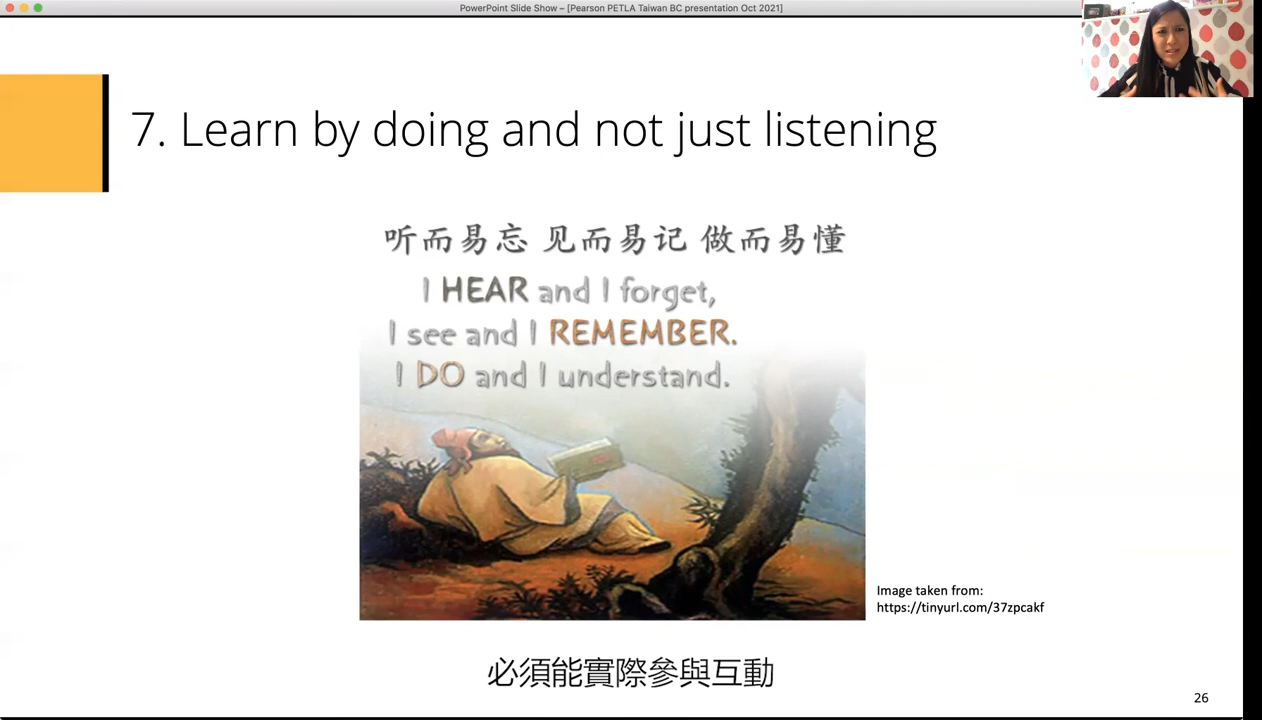 PowerPoint Slide Show – [Pearson PETLA Taiwan BC presentation Oct 2021]
7. Learn by doing and not just listening
听而易忘 见而易记 做而易懂
I HEAR and I forget,
I see and I REMEMBER.
I DO and I understand.
Image taken from:
https://tinyurl.com/37zpcakf
必須能實際參與互動
26